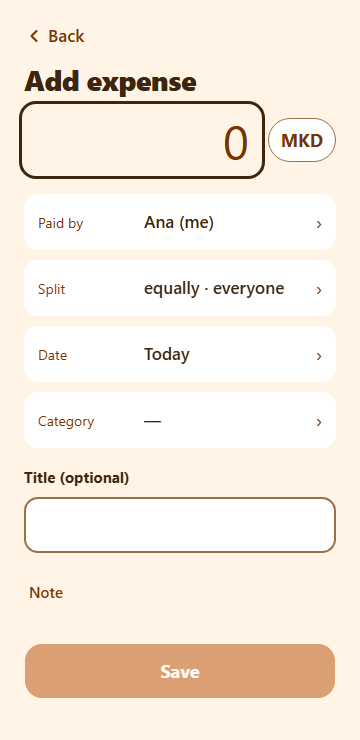 Back
Add expense
0 MKD
Paid by Ana (me) ›
Split equally · everyone ›
Date Today ›
Category — ›
Title (optional)
Note
Save